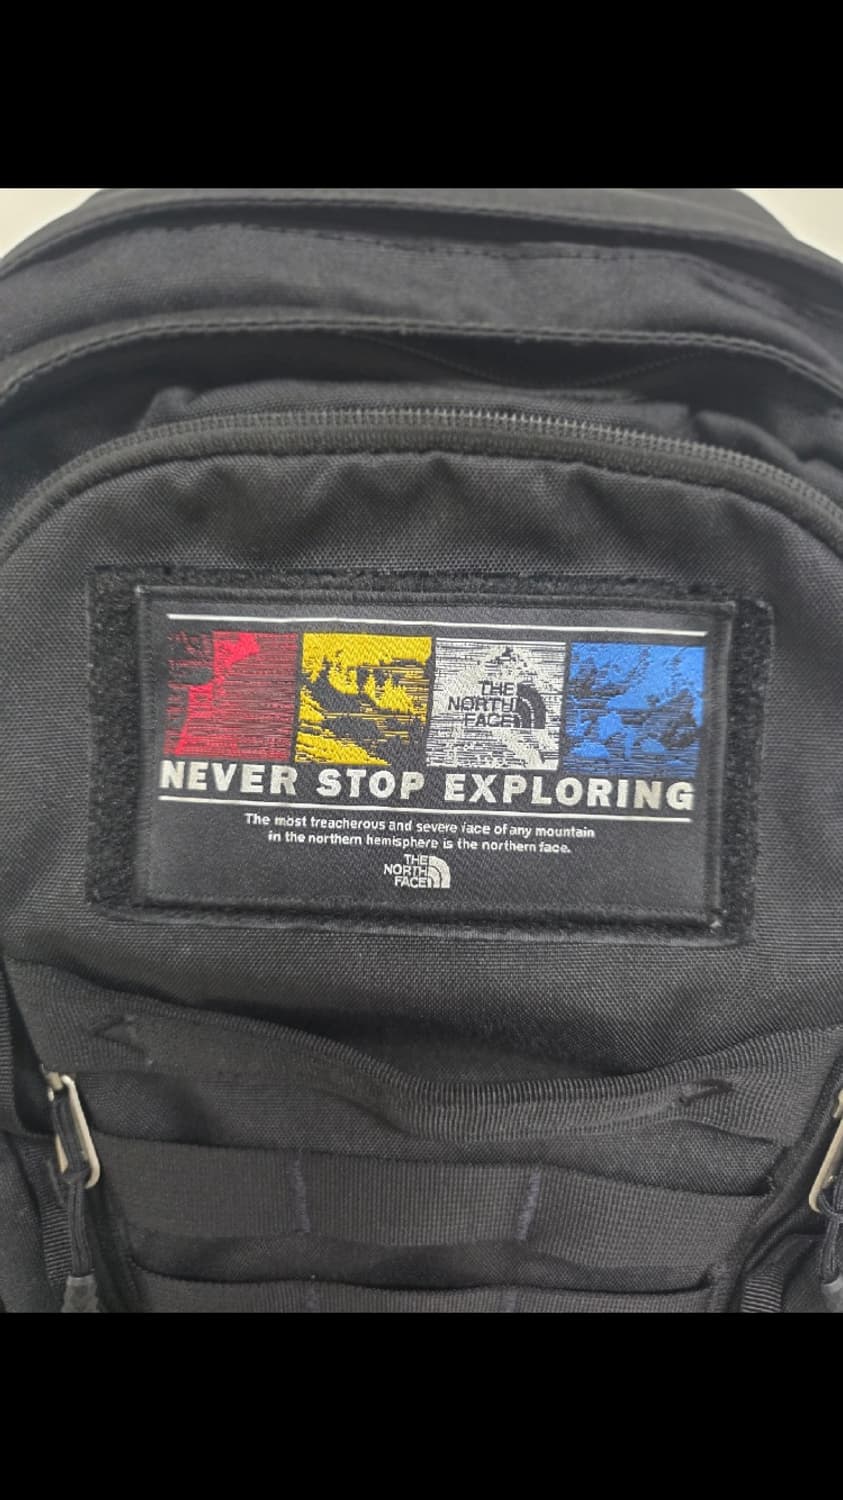 THE
NORTH
FACE
NEVER STOP EXPLORING
The most treacherous and severe face of any mountain
in the northern hemisphere is the northern face.
THE
NORTH
FACE